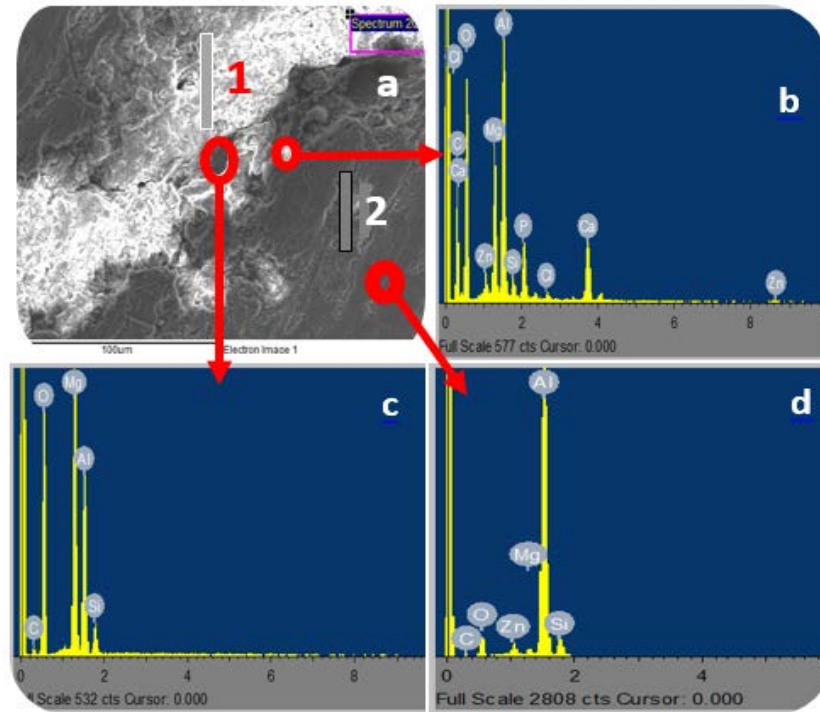 Spectrum 20
1
a
2
100um
Electron Image 1
b
O
O
Al
C
Ca
Mg
Zn
Si
P
Cl
Ca
Zn
0 2 4 6 8
Full Scale 577 cts Cursor: 0.000
c
C
O
Mg
Al
Si
0 2 4 6 8
ll Scale 532 cts Cursor: 0.000
d
Al
Mg
C
O
Zn
Si
0 2 4
Full Scale 2808 cts Cursor: 0.000